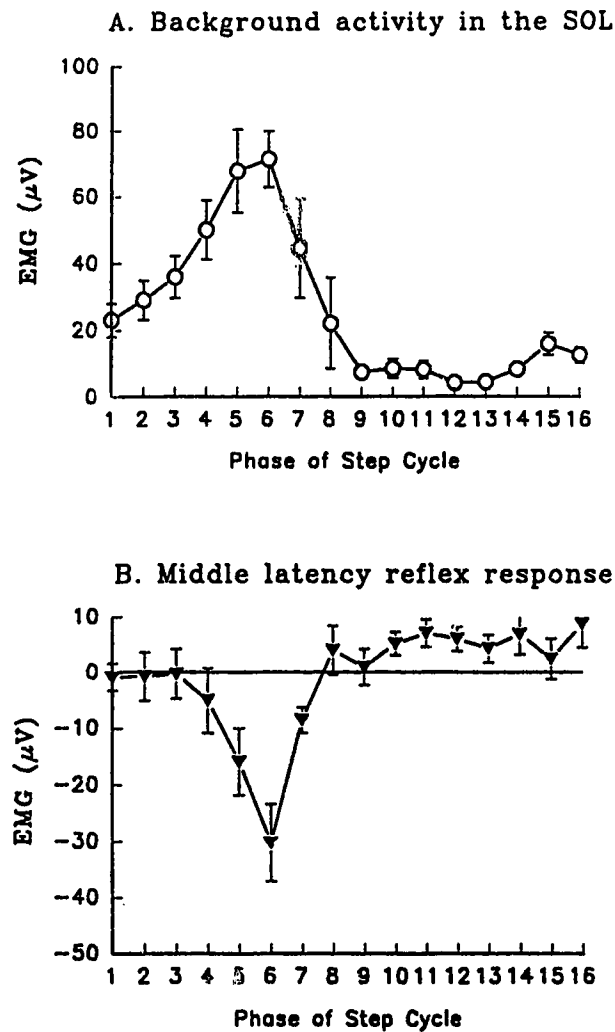 A. Background activity in the SOL
100
80
60
40
20
0
EMG (μV)
1 2 3 4 5 6 7 8 9 10 11 12 13 14 15 16
Phase of Step Cycle
B. Middle latency reflex response
10
0
-10
-20
-30
-40
-50
EMG (μV)
1 2 3 4 5 6 7 8 9 10 11 12 13 14 15 16
Phase of Step Cycle